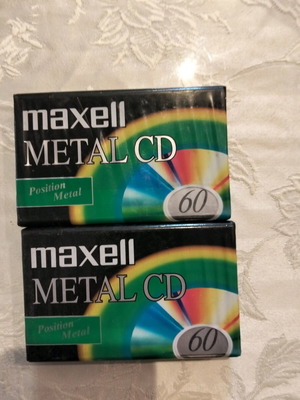 maxell
METAL CD
Position
Metal
60
maxell
METAL CD
Position
Metal
60